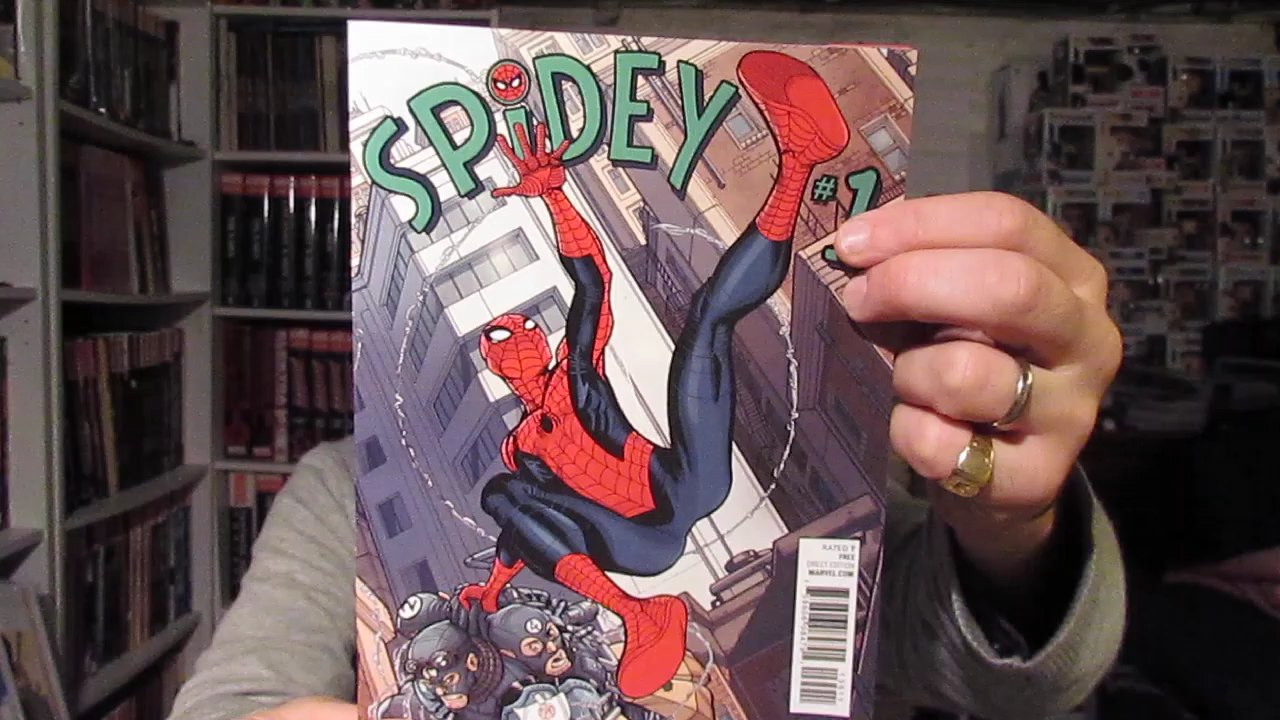 SPiDEY
#1
RATED T
FREE
DIRECT EDITION
MARVEL.COM